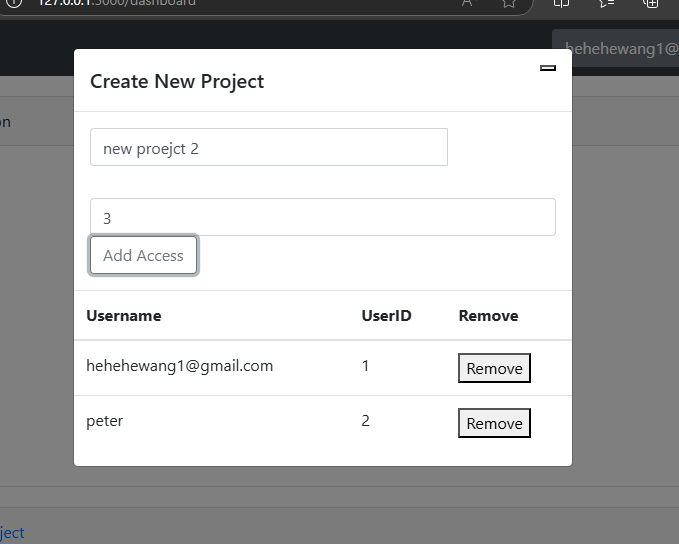 127.0.0.1:5000/dashboard
hehehewang1@
Create New Project
on
new proejct 2
3
Add Access
Username UserID Remove
hehehewang1@gmail.com 1 Remove
peter 2 Remove
ject